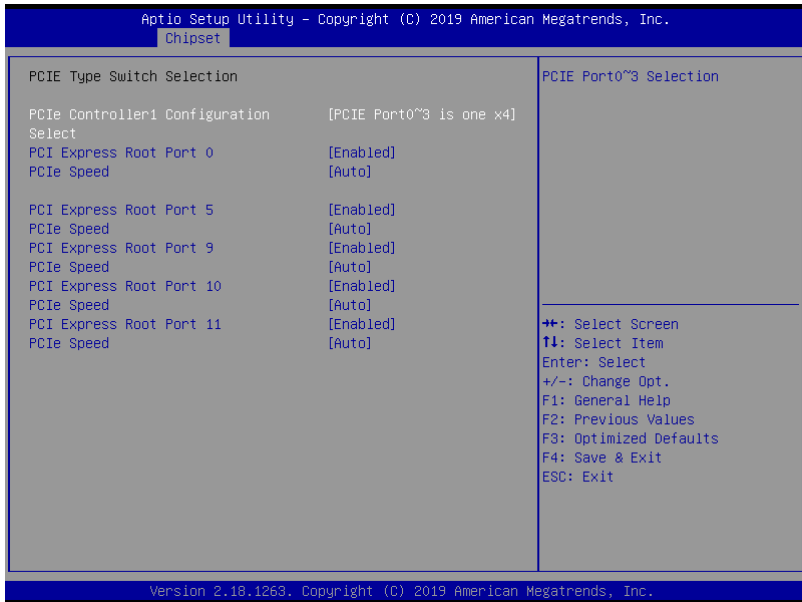 Aptio Setup Utility – Copyright (C) 2019 American Megatrends, Inc.
Chipset
PCIE Type Switch Selection
PCIe Controller1 Configuration Select [PCIE Port0~3 is one x4]
PCI Express Root Port 0 [Enabled]
PCIe Speed [Auto]
PCI Express Root Port 5 [Enabled]
PCIe Speed [Auto]
PCI Express Root Port 9 [Enabled]
PCIe Speed [Auto]
PCI Express Root Port 10 [Enabled]
PCIe Speed [Auto]
PCI Express Root Port 11 [Enabled]
PCIe Speed [Auto]
PCIE Port0~3 Selection
→←: Select Screen
↑↓: Select Item
Enter: Select
+/-: Change Opt.
F1: General Help
F2: Previous Values
F3: Optimized Defaults
F4: Save & Exit
ESC: Exit
Version 2.18.1263. Copyright (C) 2019 American Megatrends, Inc.